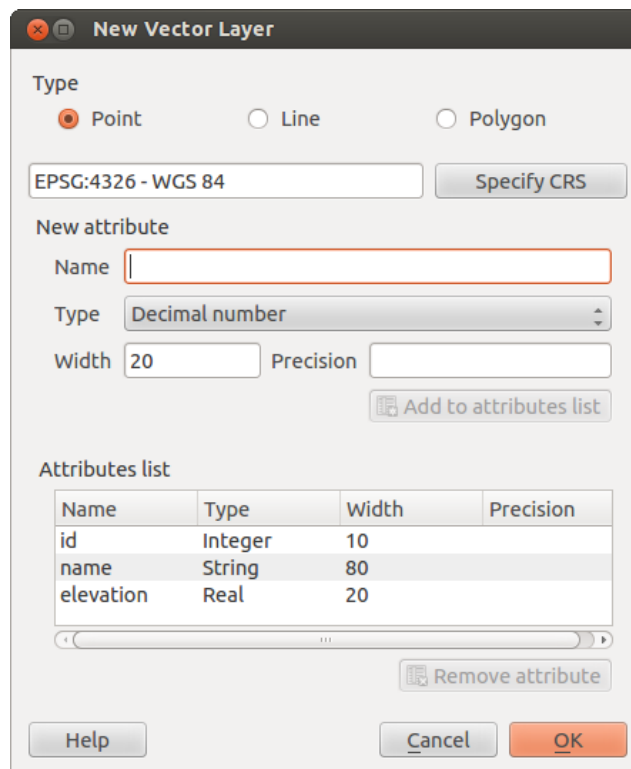 New Vector Layer
Type
Point Line Polygon
EPSG:4326 - WGS 84 Specify CRS
New attribute
Name
Type Decimal number
Width 20 Precision
Add to attributes list
Attributes list
Name Type Width Precision
id Integer 10
name String 80
elevation Real 20
Remove attribute
Help Cancel OK